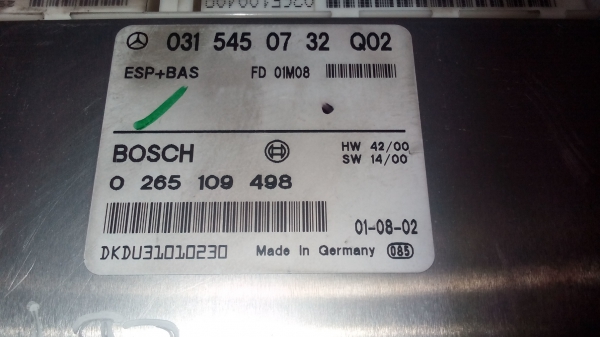 031 545 07 32 Q02
ESP+BAS FD 01M08
BOSCH HW 42/00
SW 14/00
0 265 109 498
01-08-02
DKDU31010230 Made in Germany 085